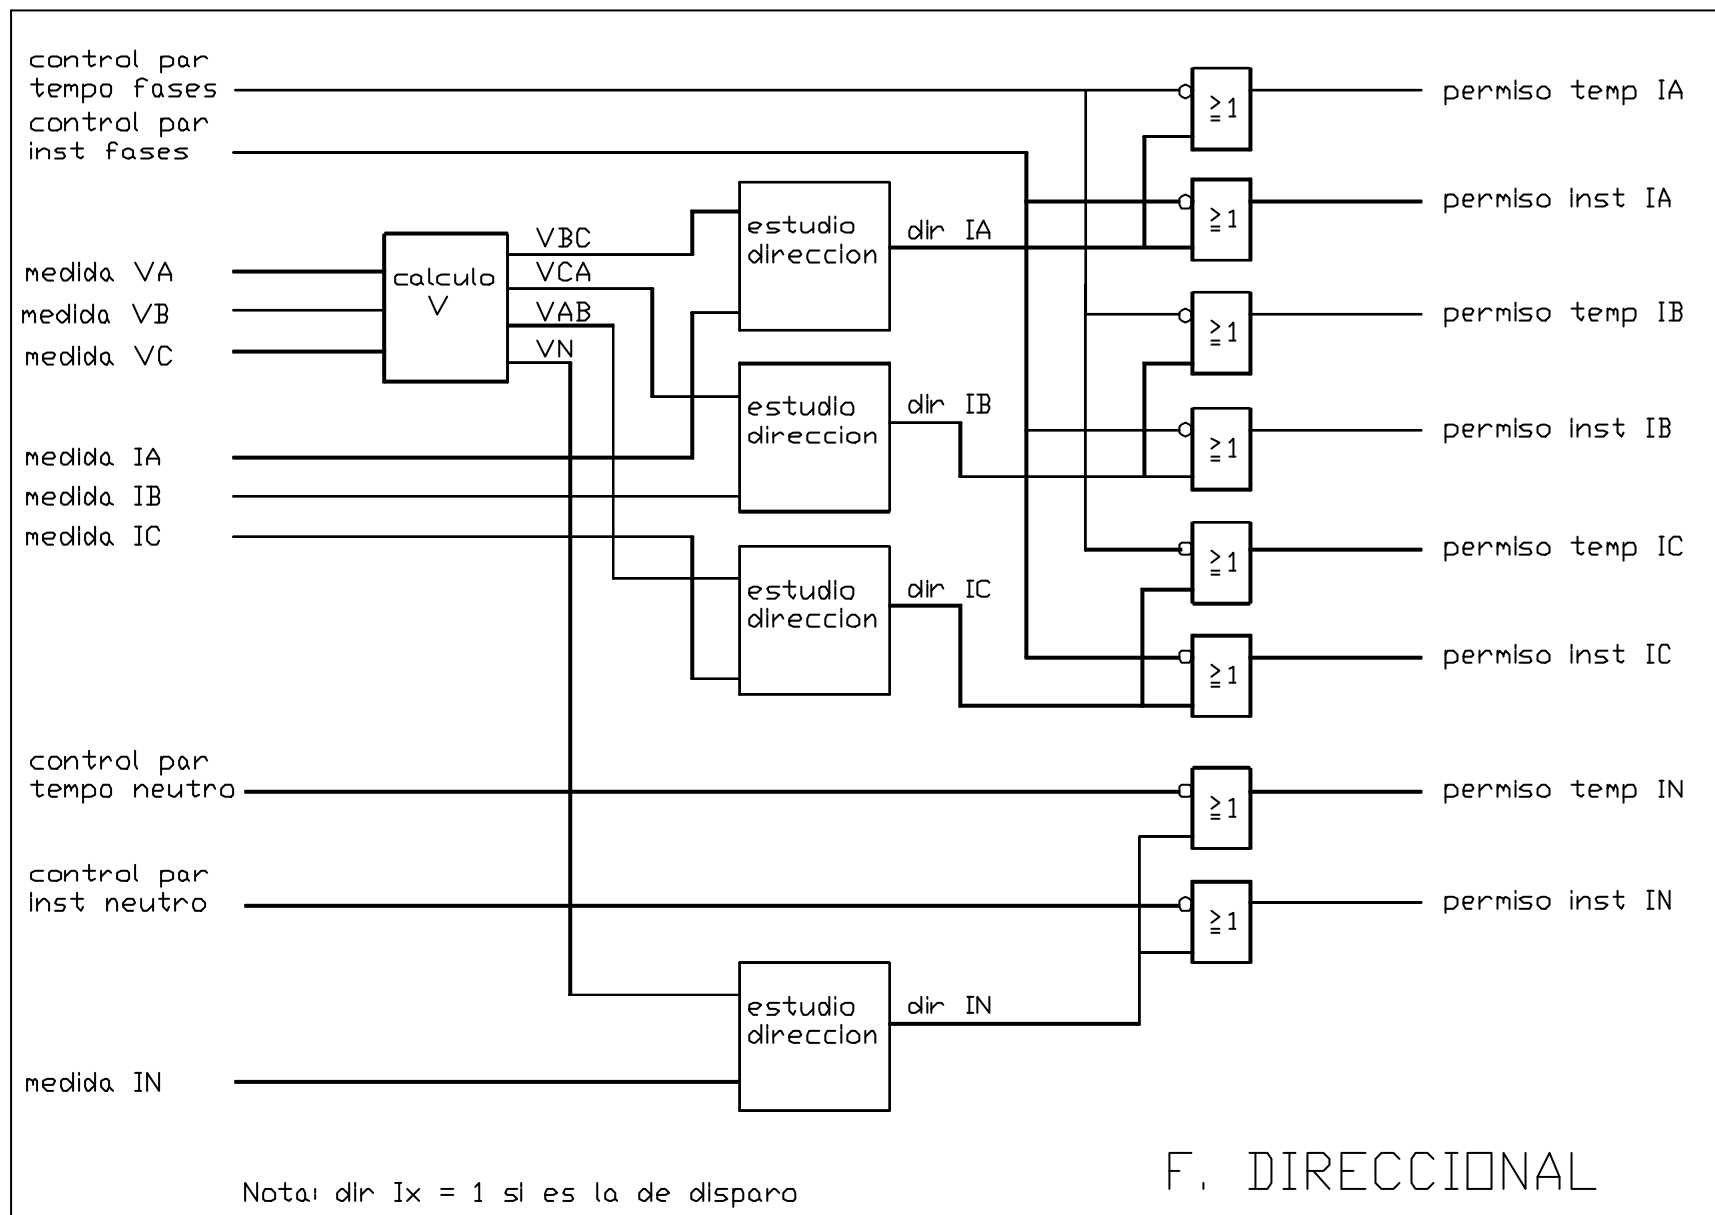 control par
tempo fases
control par
inst fases
medida VA
medida VB
medida VC
calculo
V
VBC
VCA
VAB
VN
medida IA
medida IB
medida IC
estudio
direccion
dir IA
estudio
direccion
dir IB
estudio
direccion
dir IC
≥1
permiso temp IA
≥1
permiso inst IA
≥1
permiso temp IB
≥1
permiso inst IB
≥1
permiso temp IC
≥1
permiso inst IC
control par
tempo neutro
≥1
permiso temp IN
control par
inst neutro
≥1
permiso inst IN
estudio
direccion
dir IN
medida IN
Nota: dir Ix = 1 si es la de disparo
F. DIRECCIONAL